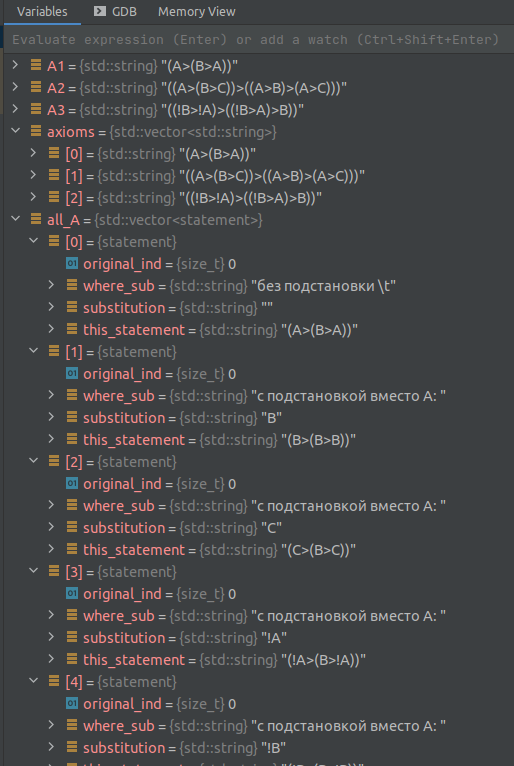 Variables GDB Memory View
Evaluate expression (Enter) or add a watch (Ctrl+Shift+Enter)
A1 = {std::string} "(A>(B>A))"
A2 = {std::string} "((A>(B>C))>((A>B)>(A>C)))"
A3 = {std::string} "((!B>!A)>((!B>A)>B))"
axioms = {std::vector<std::string>}
[0] = {std::string} "(A>(B>A))"
[1] = {std::string} "((A>(B>C))>((A>B)>(A>C)))"
[2] = {std::string} "((!B>!A)>((!B>A)>B))"
all_A = {std::vector<statement>}
[0] = {statement}
01 original_ind = {size_t} 0
where_sub = {std::string} "без подстановки \t"
substitution = {std::string} ""
this_statement = {std::string} "(A>(B>A))"
[1] = {statement}
01 original_ind = {size_t} 0
where_sub = {std::string} "с подстановкой вместо A: "
substitution = {std::string} "B"
this_statement = {std::string} "(B>(B>B))"
[2] = {statement}
01 original_ind = {size_t} 0
where_sub = {std::string} "с подстановкой вместо A: "
substitution = {std::string} "C"
this_statement = {std::string} "(C>(B>C))"
[3] = {statement}
01 original_ind = {size_t} 0
where_sub = {std::string} "с подстановкой вместо A: "
substitution = {std::string} "!A"
this_statement = {std::string} "(!A>(B>!A))"
[4] = {statement}
01 original_ind = {size_t} 0
where_sub = {std::string} "с подстановкой вместо A: "
substitution = {std::string} "!B"